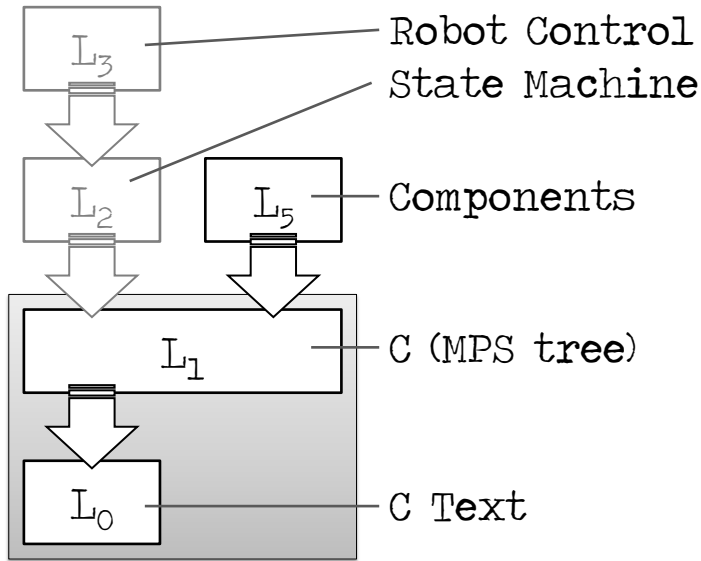 L3 Robot Control
State Machine
L2 L5 Components
L1 C (MPS tree)
L0 C Text